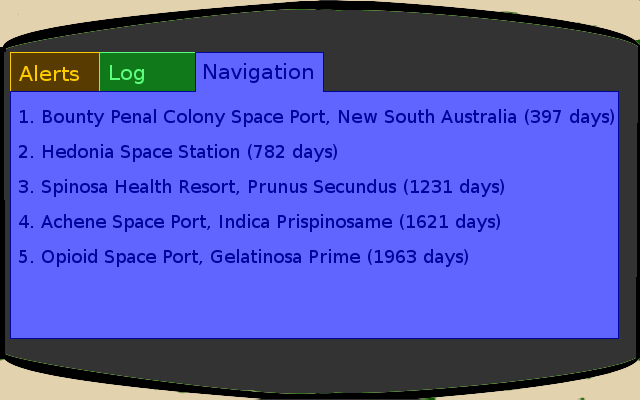 Alerts Log Navigation
1. Bounty Penal Colony Space Port, New South Australia (397 days)
2. Hedonia Space Station (782 days)
3. Spinosa Health Resort, Prunus Secundus (1231 days)
4. Achene Space Port, Indica Prispinosame (1621 days)
5. Opioid Space Port, Gelatinosa Prime (1963 days)